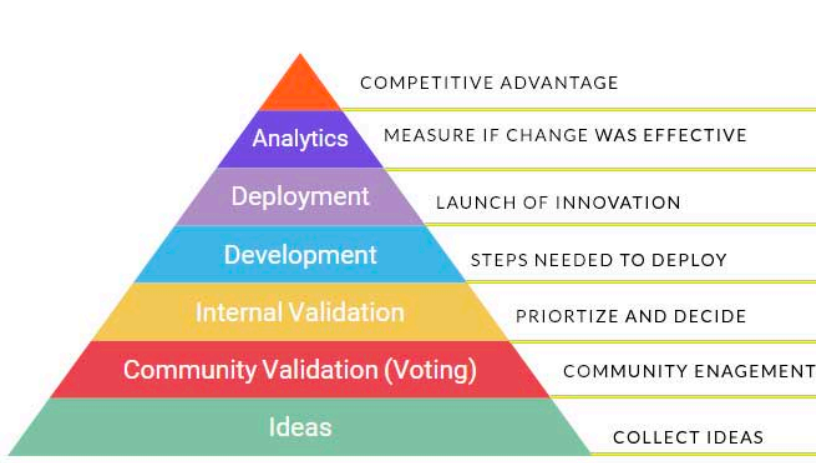 COMPETITIVE ADVANTAGE
Analytics MEASURE IF CHANGE WAS EFFECTIVE
Deployment LAUNCH OF INNOVATION
Development STEPS NEEDED TO DEPLOY
Internal Validation PRIORTIZE AND DECIDE
Community Validation (Voting) COMMUNITY ENAGEMENT
Ideas COLLECT IDEAS